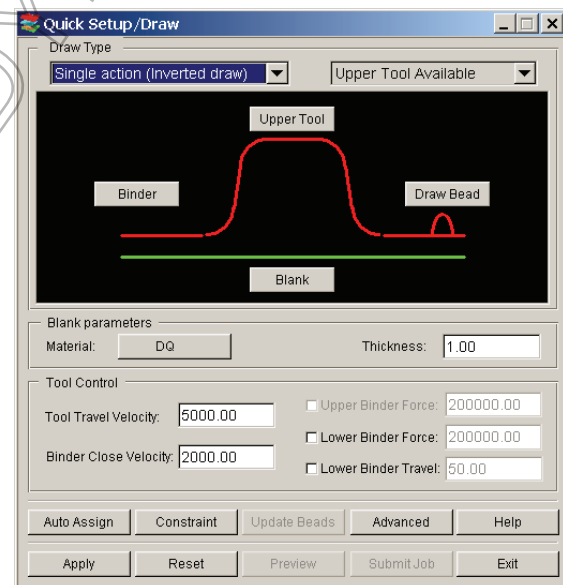 Quick Setup/Draw
Draw Type
Single action (Inverted draw) Upper Tool Available
Upper Tool
Binder Draw Bead
Blank
Blank parameters
Material: DQ Thickness: 1.00
Tool Control
Tool Travel Velocity: 5000.00 Upper Binder Force: 200000.00
Lower Binder Force: 200000.00
Binder Close Velocity: 2000.00 Lower Binder Travel: 50.00
Auto Assign Constraint Update Beads Advanced Help
Apply Reset Preview Submit Job Exit